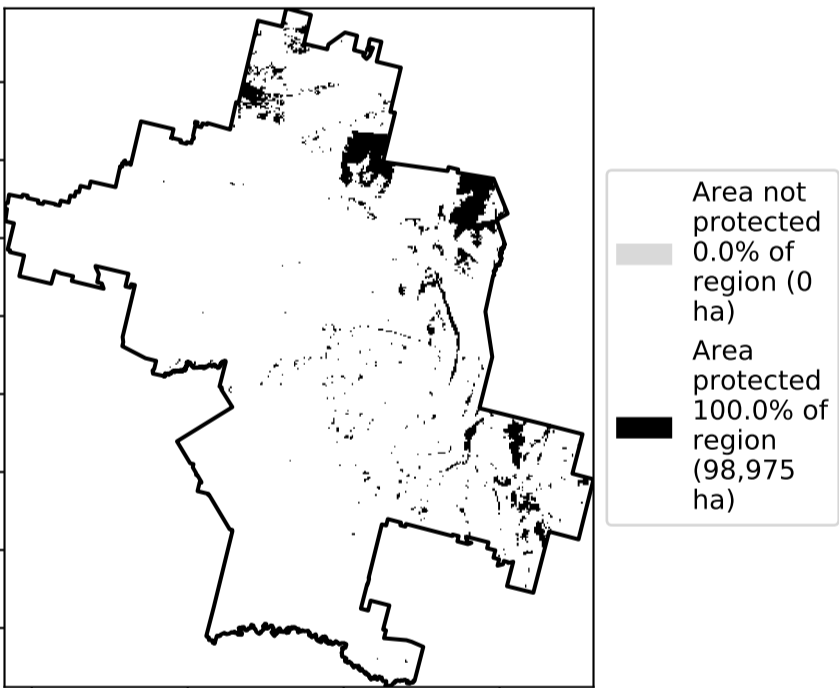 Area not
protected
0.0% of
region (0
ha)
Area
protected
100.0% of
region
(98,975
ha)